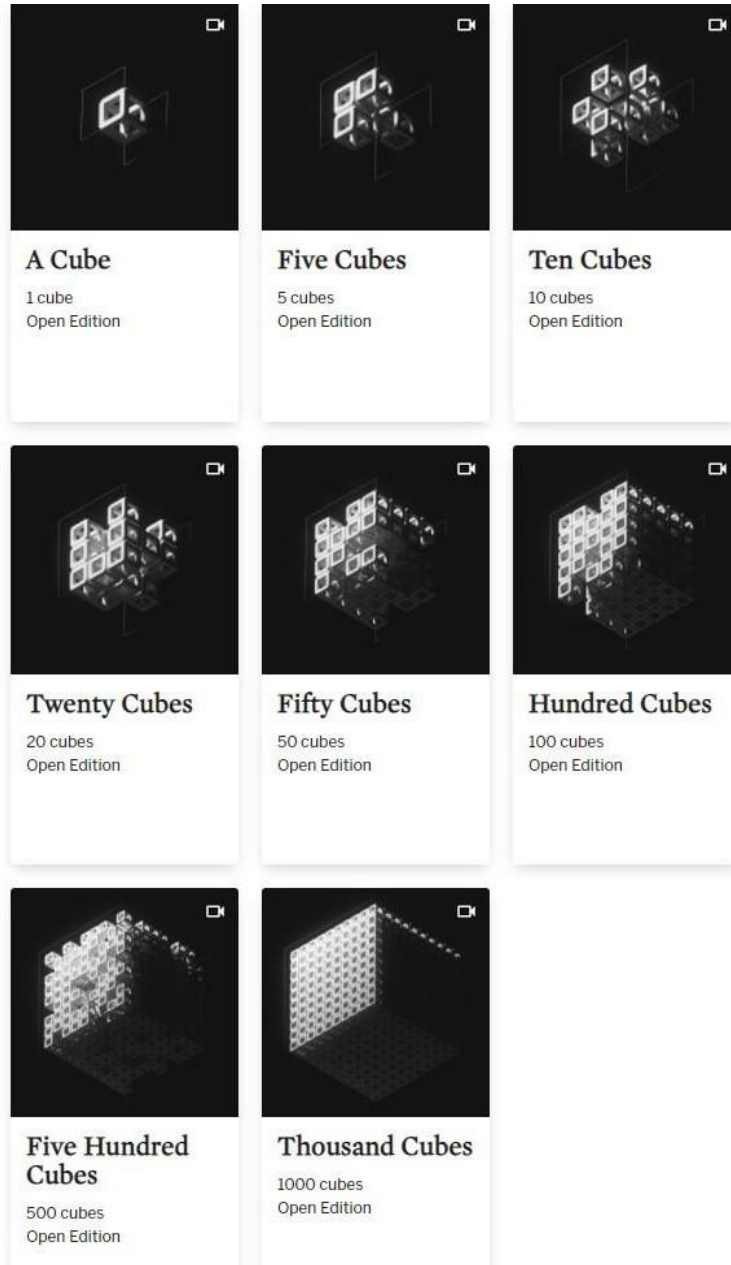 A Cube
1 cube
Open Edition
Five Cubes
5 cubes
Open Edition
Ten Cubes
10 cubes
Open Edition
Twenty Cubes
20 cubes
Open Edition
Fifty Cubes
50 cubes
Open Edition
Hundred Cubes
100 cubes
Open Edition
Five Hundred
Cubes
500 cubes
Open Edition
Thousand Cubes
1000 cubes
Open Edition